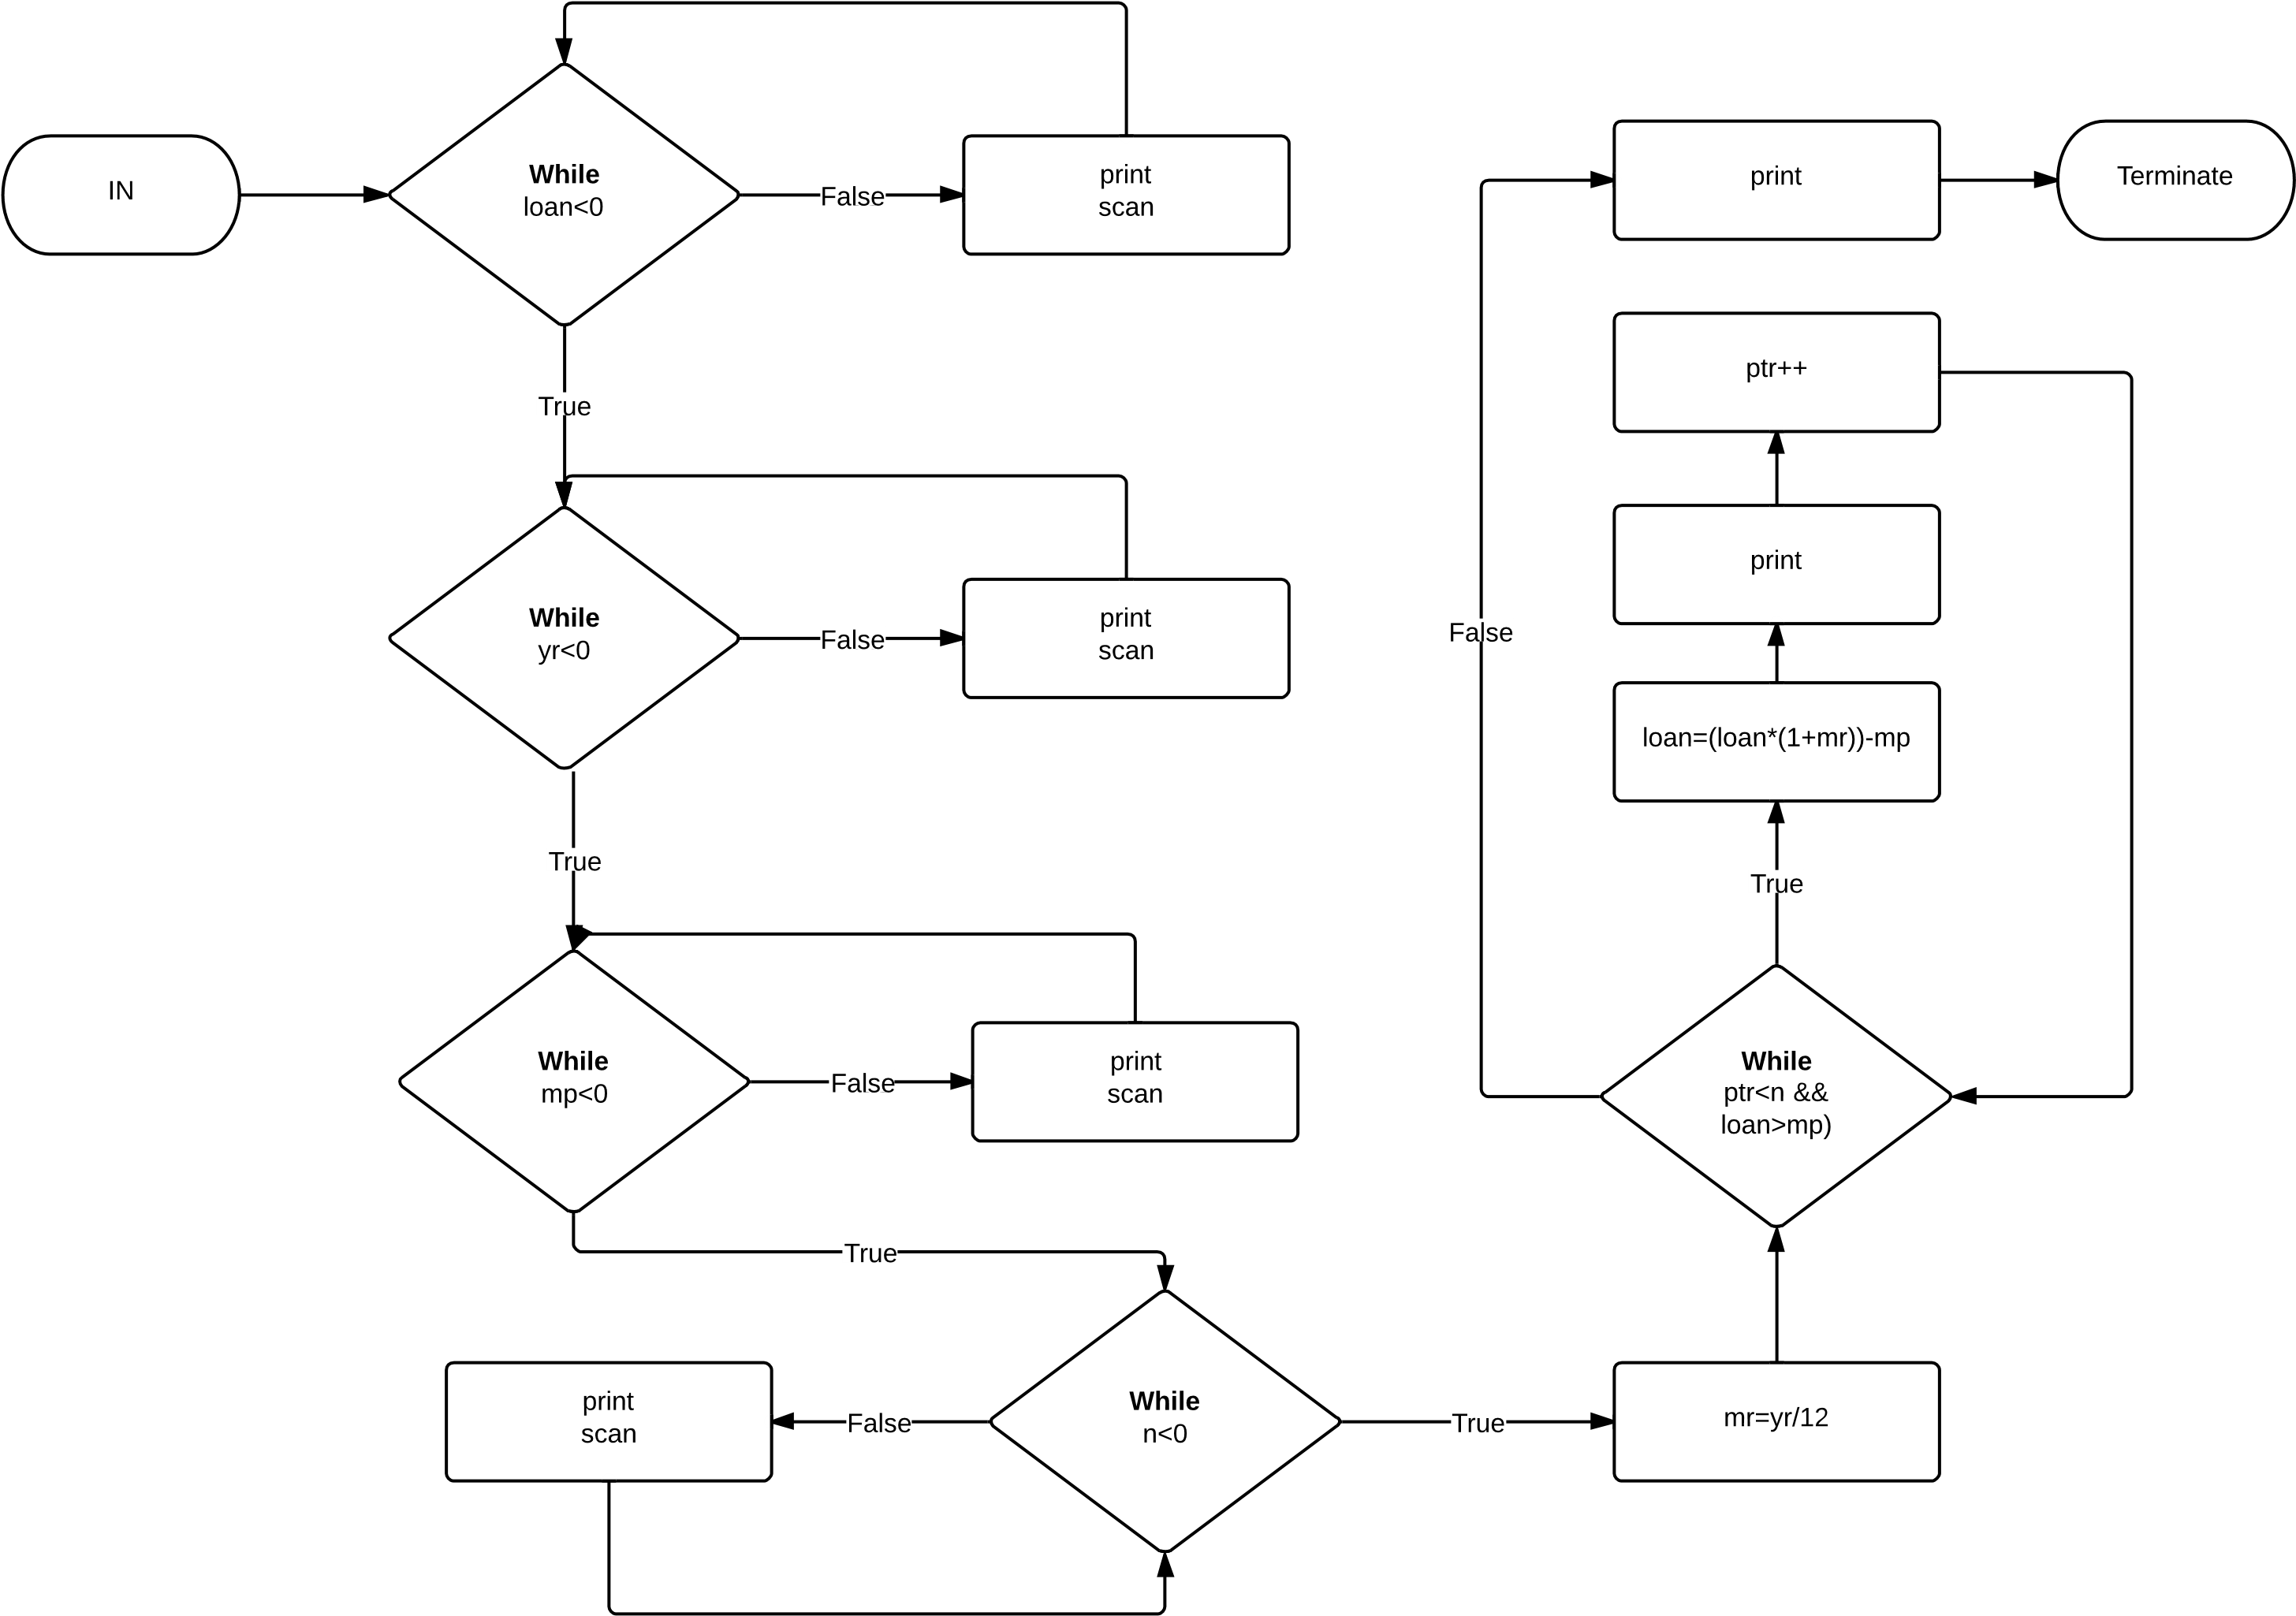 IN
While
loan<0
False
print
scan
True
While
yr<0
False
print
scan
True
While
mp<0
False
print
scan
True
While
n<0
False
print
scan
True
mr=yr/12
While
ptr<n &&
loan>mp)
True
loan=(loan*(1+mr))-mp
print
ptr++
False
print
Terminate